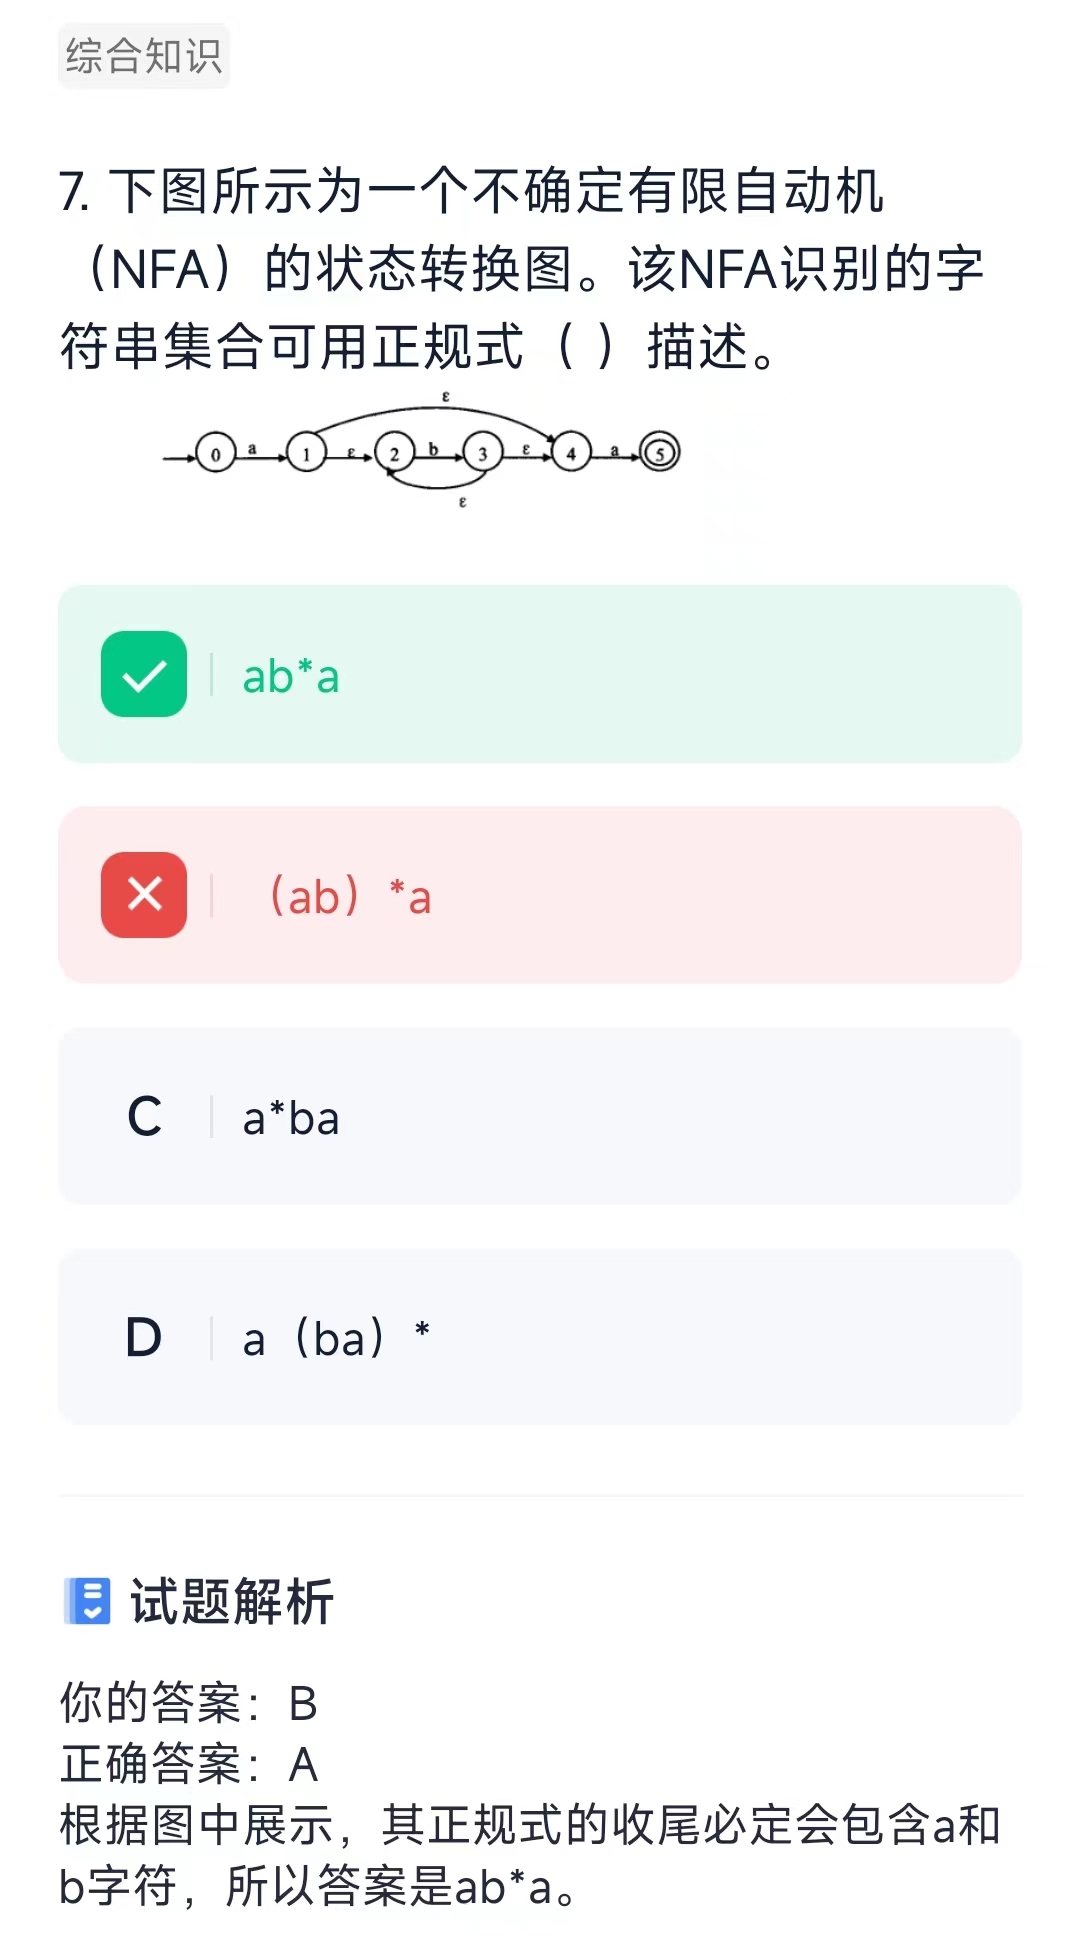 综合知识
7. 下图所示为一个不确定有限自动机
（NFA）的状态转换图。该NFA识别的字
符串集合可用正规式（ ）描述。
ε
0 a 1 ε 2 b 3 ε 4 a 5
ε
ab*a
（ab）*a
C a*ba
D a（ba）*
试题解析
你的答案：B
正确答案：A
根据图中展示，其正规式的收尾必定会包含a和
b字符，所以答案是ab*a。